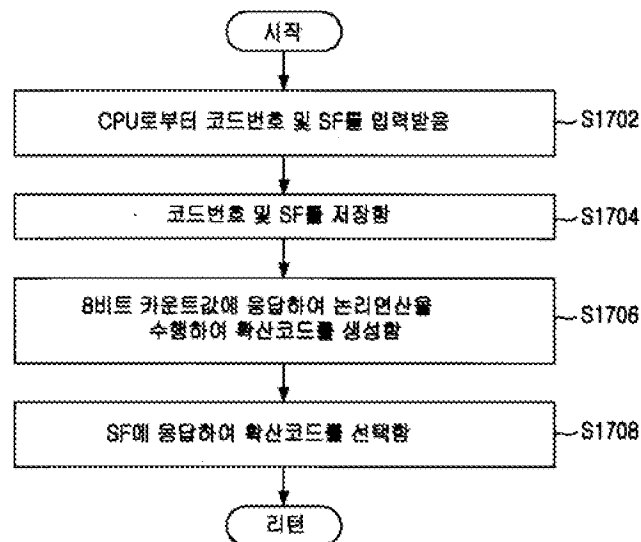 시작
CPU로부터 코드번호 및 SF를 입력받음
S1702
코드번호 및 SF를 저장함
S1704
8비트 카운트값에 응답하여 논리연산을
수행하여 확산코드를 생성함
S1706
SF에 응답하여 확산코드를 선택함
S1708
리턴